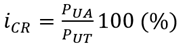 i_CR = P_UA / P_UT 100 (%)